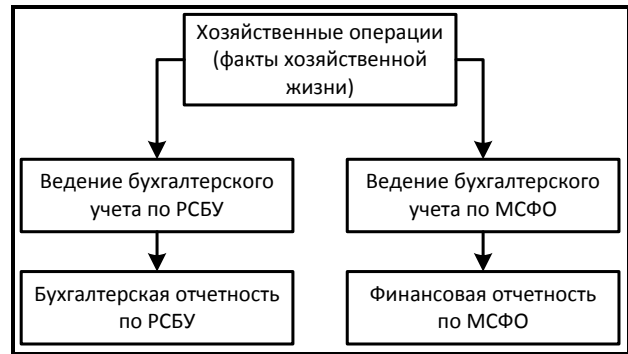 Хозяйственные операции
(факты хозяйственной
жизни)
Ведение бухгалтерского
учета по РСБУ
Ведение бухгалтерского
учета по МСФО
Бухгалтерская отчетность
по РСБУ
Финансовая отчетность
по МСФО